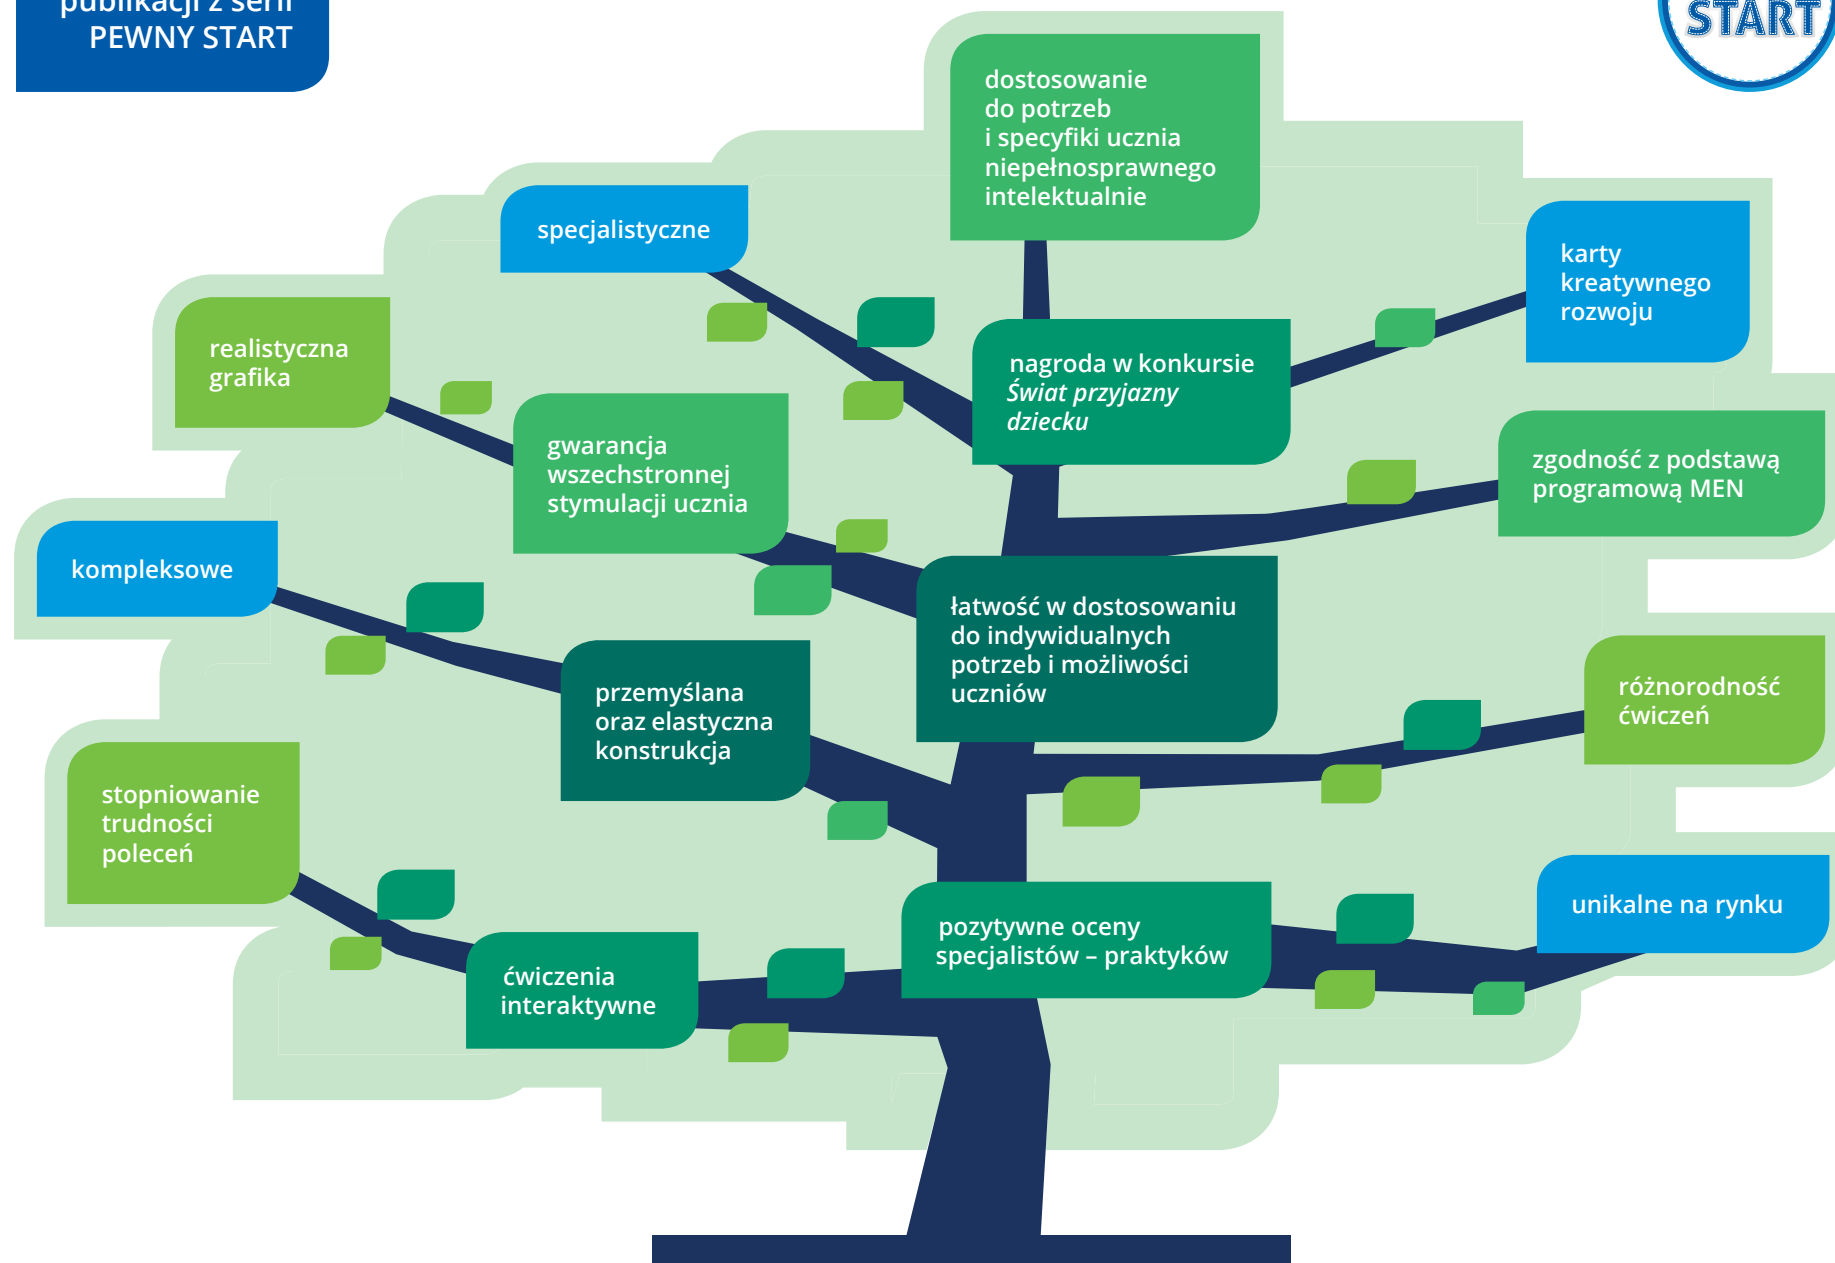 publikacji z serii
PEWNY START
START
dostosowanie
do potrzeb
i specyfiki ucznia
niepełnosprawnego
intelektualnie
specjalistyczne
karty
kreatywnego
rozwoju
realistyczna
grafika
nagroda w konkursie
Świat przyjazny
dziecku
gwarancja
wszechstronnej
stymulacji ucznia
zgodność z podstawą
programową MEN
kompleksowe
łatwość w dostosowaniu
do indywidualnych
potrzeb i możliwości
uczniów
przemyślana
oraz elastyczna
konstrukcja
różnorodność
ćwiczeń
stopniowanie
trudności
poleceń
unikalne na rynku
pozytywne oceny
specjalistów – praktyków
ćwiczenia
interaktywne